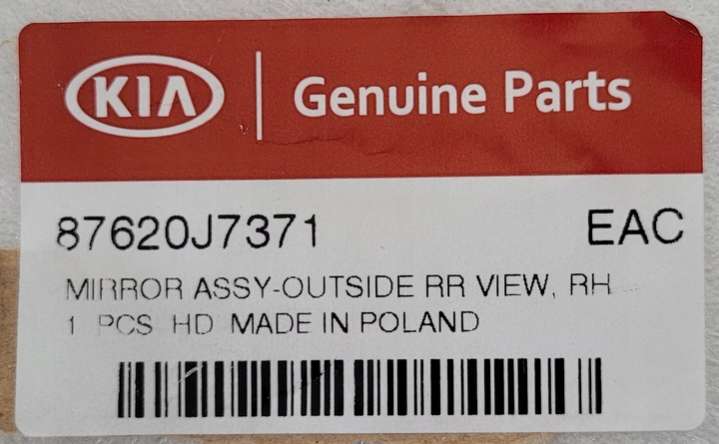 KIA Genuine Parts
87620J7371 EAC
MIRROR ASSY-OUTSIDE RR VIEW, RH
1 PCS HD MADE IN POLAND